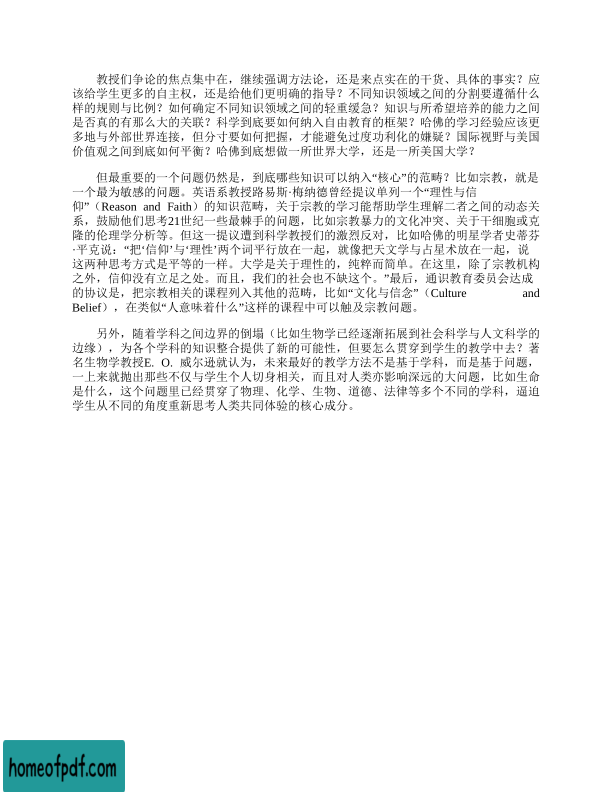 教授们争论的焦点集中在，继续强调方法论，还是来点实在的干货、具体的事实？应
该给学生更多的自主权，还是给他们更明确的指导？不同知识领域之间的分割要遵循什么
样的规则与比例？如何确定不同知识领域之间的轻重缓急？知识与所希望培养的能力之间
是否真的有那么大的关联？科学到底要如何纳入自由教育的框架？哈佛的学习经验应该更
多地与外部世界连接，但分寸要如何把握，才能避免过度功利化的嫌疑？国际视野与美国
价值观之间到底如何平衡？哈佛到底想做一所世界大学，还是一所美国大学？
但最重要的一个问题仍然是，到底哪些知识可以纳入“核心”的范畴？比如宗教，就是
一个最为敏感的问题。英语系教授路易斯·梅纳德曾经提议单列一个“理性与信
仰”（Reason and Faith）的知识范畴，关于宗教的学习能帮助学生理解二者之间的动态关
系，鼓励他们思考21世纪一些最棘手的问题，比如宗教暴力的文化冲突、关于干细胞或克
隆的伦理学分析等。但这一提议遭到科学教授们的激烈反对，比如哈佛的明星学者史蒂芬
·平克说：“把‘信仰’与‘理性’两个词平行放在一起，就像把天文学与占星术放在一起，说
这两种思考方式是平等的一样。大学是关于理性的，纯粹而简单。在这里，除了宗教机构
之外，信仰没有立足之处。而且，我们的社会也不缺这个。”最后，通识教育委员会达成
的协议是，把宗教相关的课程列入其他的范畴，比如“文化与信念”（Culture and
Belief），在类似“人意味着什么”这样的课程中可以触及宗教问题。
另外，随着学科之间边界的倒塌（比如生物学已经逐渐拓展到社会科学与人文科学的
边缘），为各个学科的知识整合提供了新的可能性，但要怎么贯穿到学生的教学中去？著
名生物学教授E. O. 威尔逊就认为，未来最好的教学方法不是基于学科，而是基于问题，
一上来就抛出那些不仅与学生个人切身相关，而且对人类亦影响深远的大问题，比如生命
是什么，这个问题里已经贯穿了物理、化学、生物、道德、法律等多个不同的学科，逼迫
学生从不同的角度重新思考人类共同体验的核心成分。
homeofpdf.com